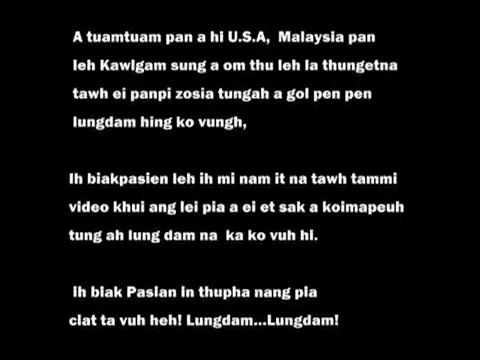 A tuamtuam pan a hi U.S.A, Malaysia pan
leh Kawlgam sung a om thu leh la thungetna
tawh ei panpi zosia tungah a gol pen pen
lungdam hing ko vungh,
Ih biakpasien leh ih mi nam it na tawh tammi
video khui ang lei pia a ei et sak a koimapeuh
tung ah lung dam na ka ko vuh hi.
ih biak Pasian in thupha nang pia
clat ta vuh heh! Lungdam...Lungdam!